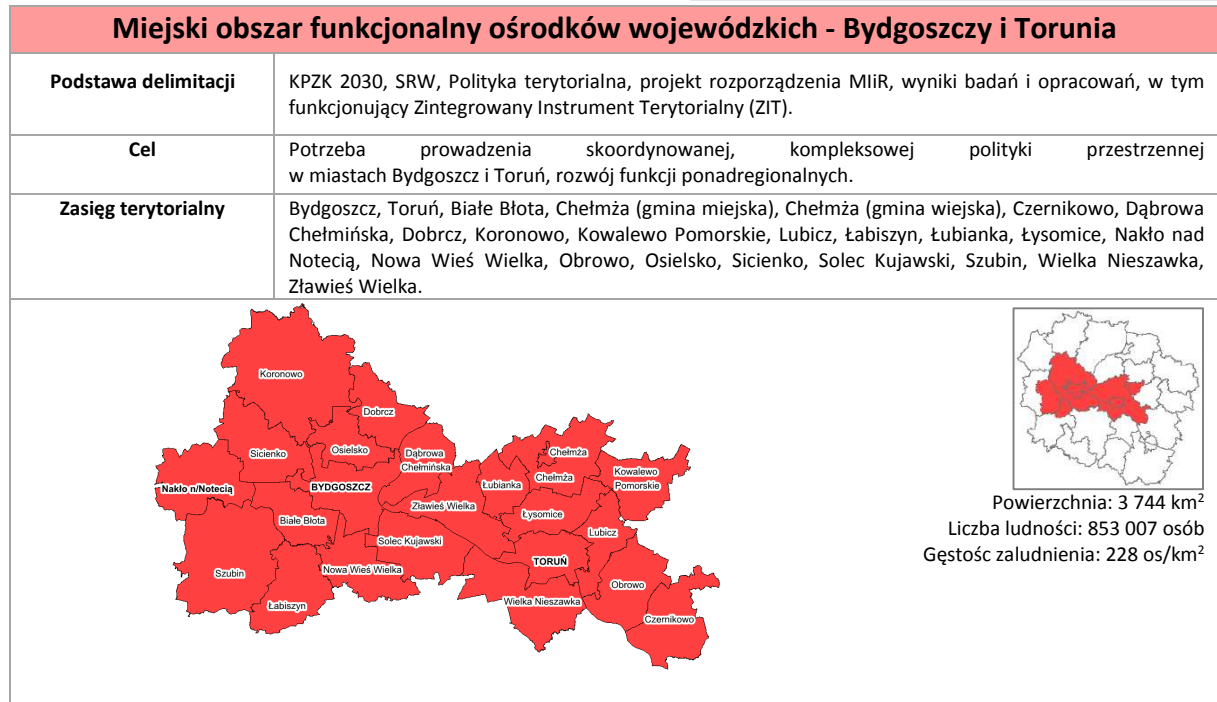 Miejski obszar funkcjonalny ośrodków wojewódzkich - Bydgoszczy i Torunia
Podstawa delimitacji
KPZK 2030, SRW, Polityka terytorialna, projekt rozporządzenia MIiR, wyniki badań i opracowań, w tym
funkcjonujący Zintegrowany Instrument Terytorialny (ZIT).
Cel
Potrzeba prowadzenia skoordynowanej, kompleksowej polityki przestrzennej
w miastach Bydgoszcz i Toruń, rozwój funkcji ponadregionalnych.
Zasięg terytorialny
Bydgoszcz, Toruń, Białe Błota, Chełmża (gmina miejska), Chełmża (gmina wiejska), Czernikowo, Dąbrowa
Chełmińska, Dobrcz, Koronowo, Kowalewo Pomorskie, Lubicz, Łabiszyn, Łubianka, Łysomice, Nakło nad
Notecią, Nowa Wieś Wielka, Obrowo, Osielsko, Sicienko, Solec Kujawski, Szubin, Wielka Nieszawka,
Zławieś Wielka.
Koronowo
Dobrcz
Osielsko
Sicienko
Dąbrowa
Chełmińska
Chełmża
Nakło n/Notecią
BYDGOSZCZ
Łubianka
Chełmża
Kowalewo
Pomorskie
Zławieś Wielka
Łysomice
Białe Błota
Lubicz
Solec Kujawski
TORUŃ
Szubin
Nowa Wieś Wielka
Obrowo
Łabiszyn
Wielka Nieszawka
Czernikowo
Powierzchnia: 3 744 km²
Liczba ludności: 853 007 osób
Gęstośc zaludnienia: 228 os/km²